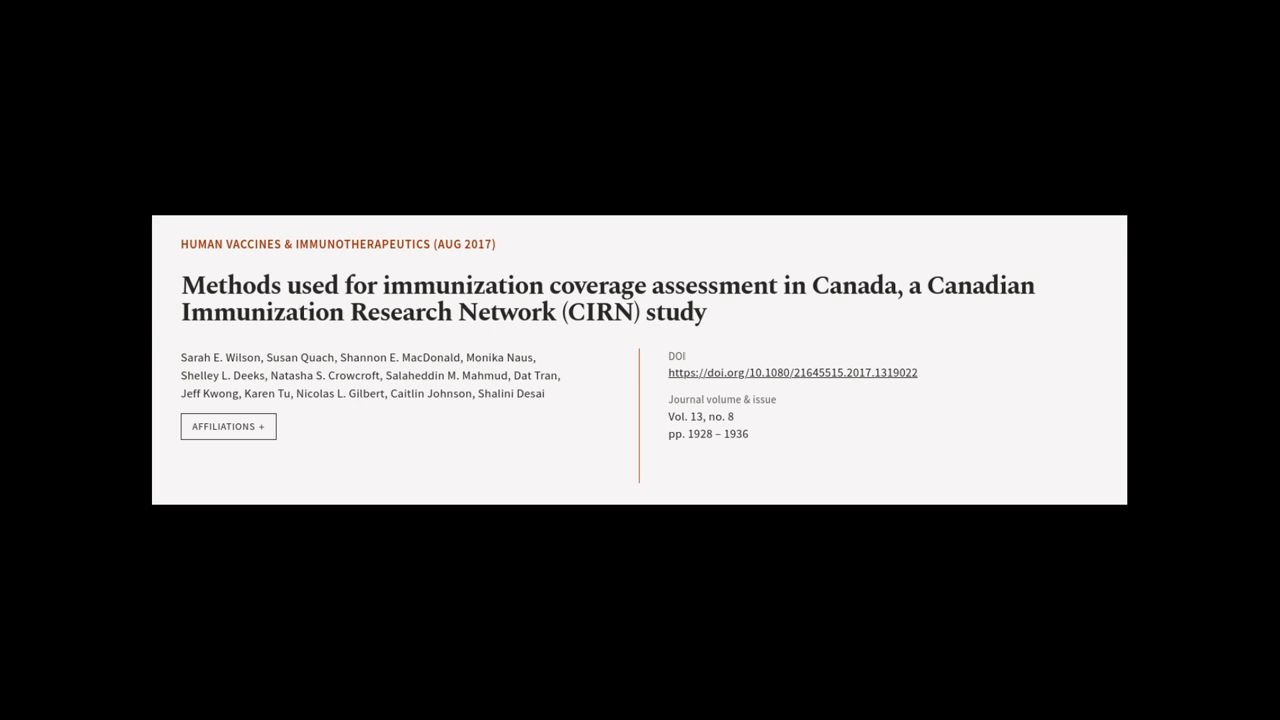 HUMAN VACCINES & IMMUNOTHERAPEUTICS (AUG 2017)
Methods used for immunization coverage assessment in Canada, a Canadian
Immunization Research Network (CIRN) study
Sarah E. Wilson, Susan Quach, Shannon E. MacDonald, Monika Naus,
Shelley L. Deeks, Natasha S. Crowcroft, Salaheddin M. Mahmud, Dat Tran,
Jeff Kwong, Karen Tu, Nicolas L. Gilbert, Caitlin Johnson, Shalini Desai
AFFILIATIONS +
DOI
https://doi.org/10.1080/21645515.2017.1319022
Journal volume & issue
Vol. 13, no. 8
pp. 1928 – 1936